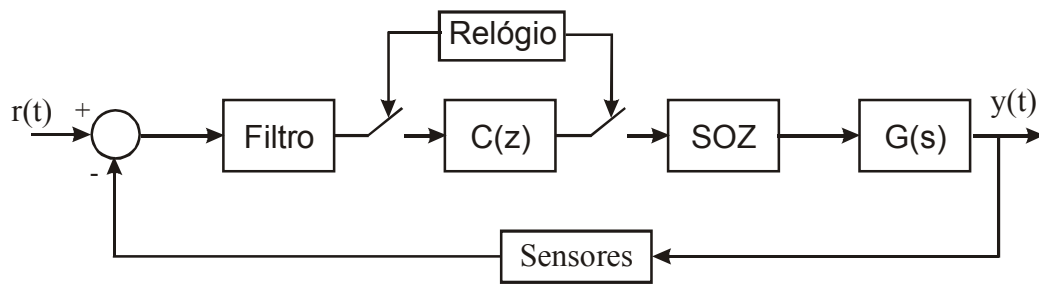 Relógio
r(t)
+
y(t)
Filtro
C(z)
SOZ
G(s)
-
Sensores